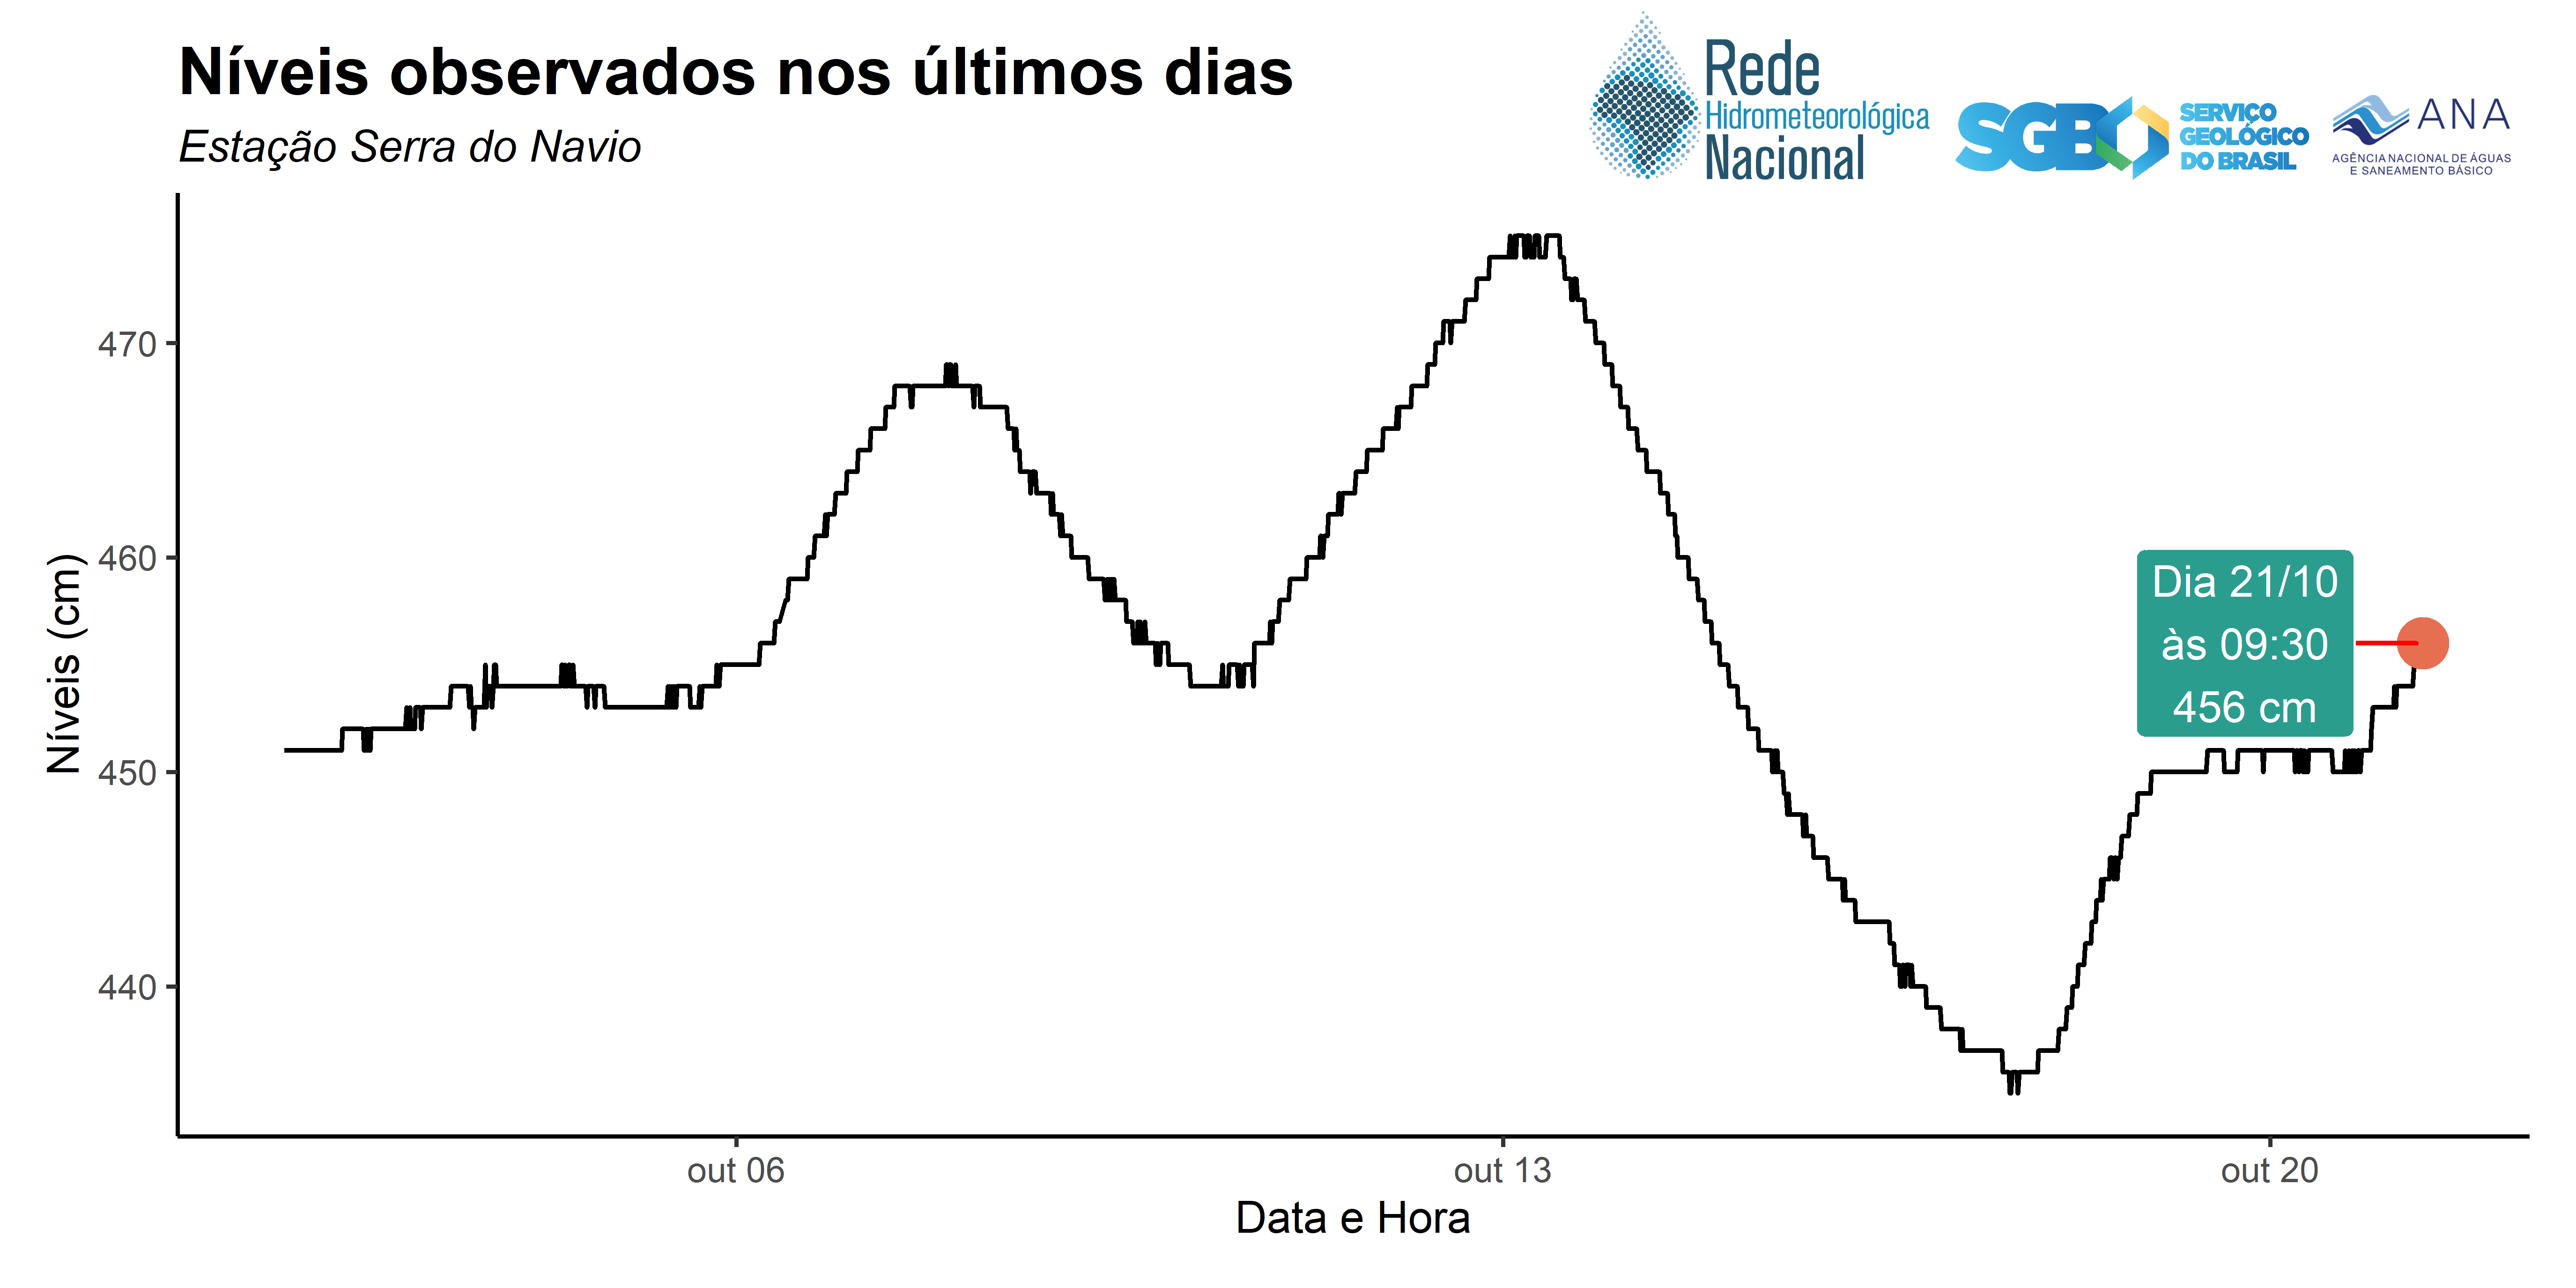 Níveis observados nos últimos dias
Estação Serra do Navio
Rede
Hidrometeorológica
Nacional
SGB
SERVIÇO
GEOLÓGICO
DO BRASIL
ANA
AGÊNCIA NACIONAL DE ÁGUAS
E SANEAMENTO BÁSICO
Níveis (cm)
470
460
450
440
Dia 21/10
às 09:30
456 cm
out 06
out 13
out 20
Data e Hora